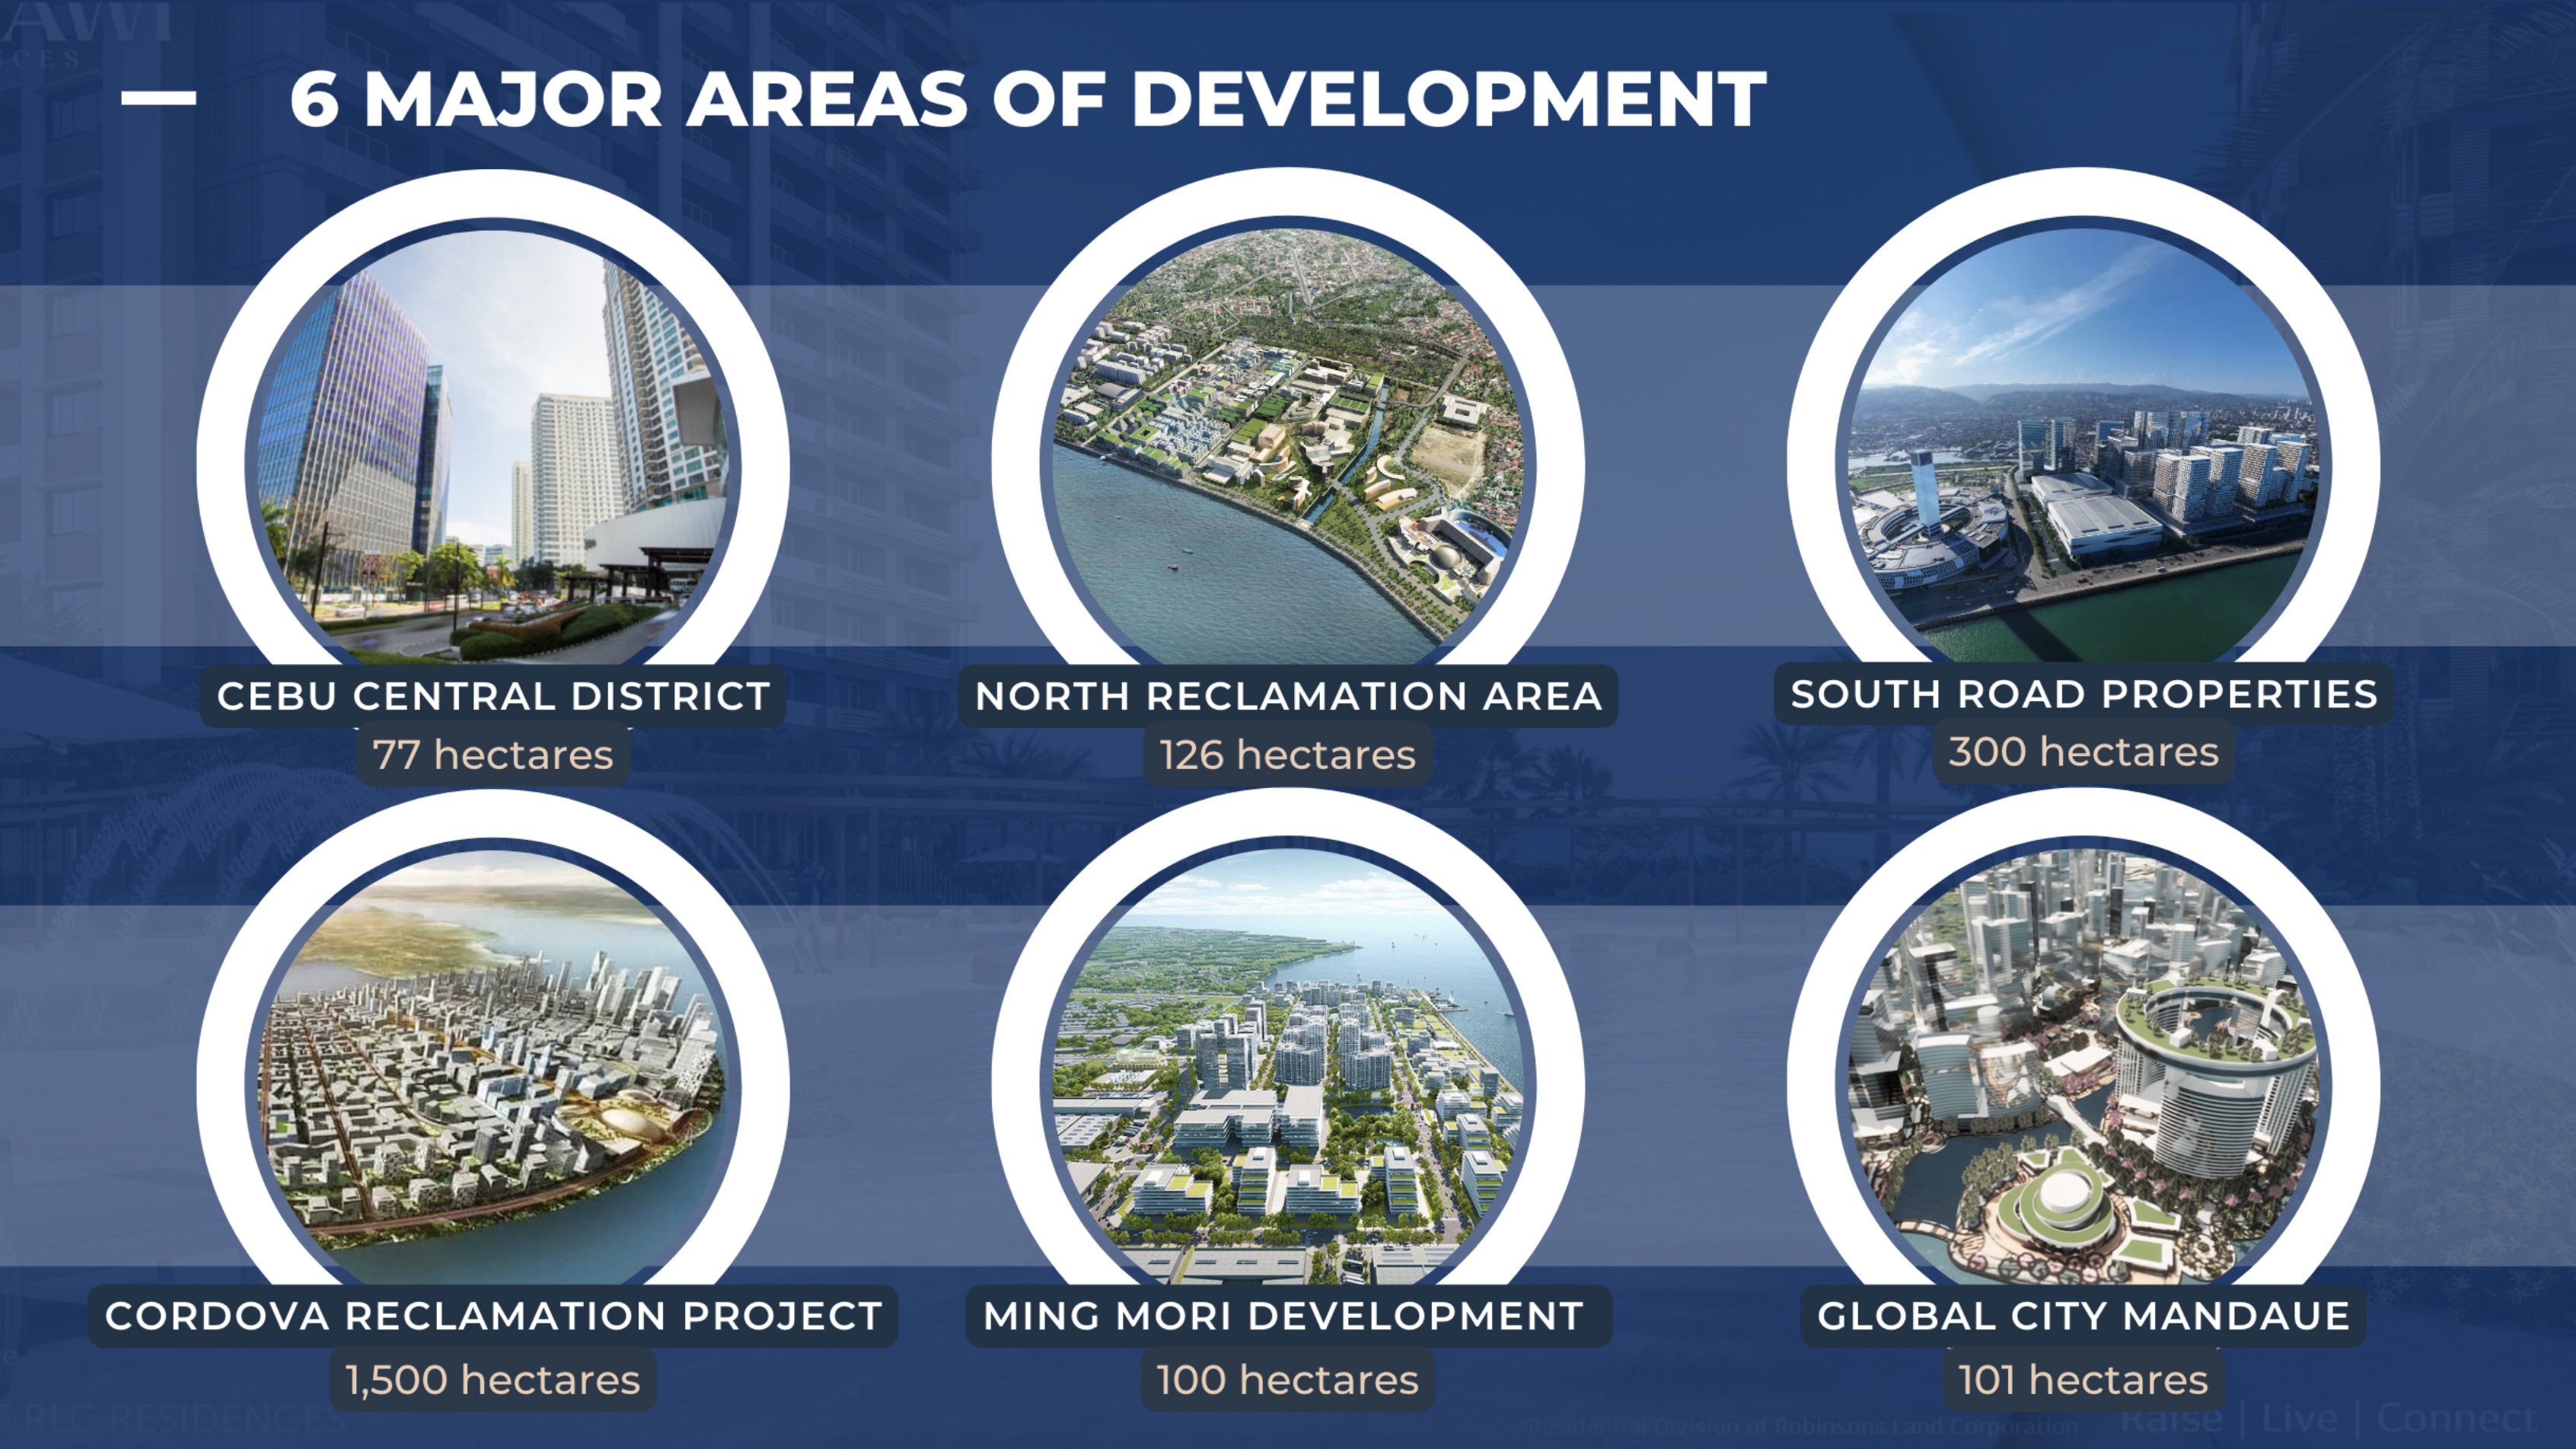 6 MAJOR AREAS OF DEVELOPMENT
CEBU CENTRAL DISTRICT
77 hectares
NORTH RECLAMATION AREA
126 hectares
SOUTH ROAD PROPERTIES
300 hectares
CORDOVA RECLAMATION PROJECT
1,500 hectares
MING MORI DEVELOPMENT
100 hectares
GLOBAL CITY MANDAUE
101 hectares
RLC RESIDENCES
Residential Division of Robinsons Land Corporation
Raise | Live | Connect